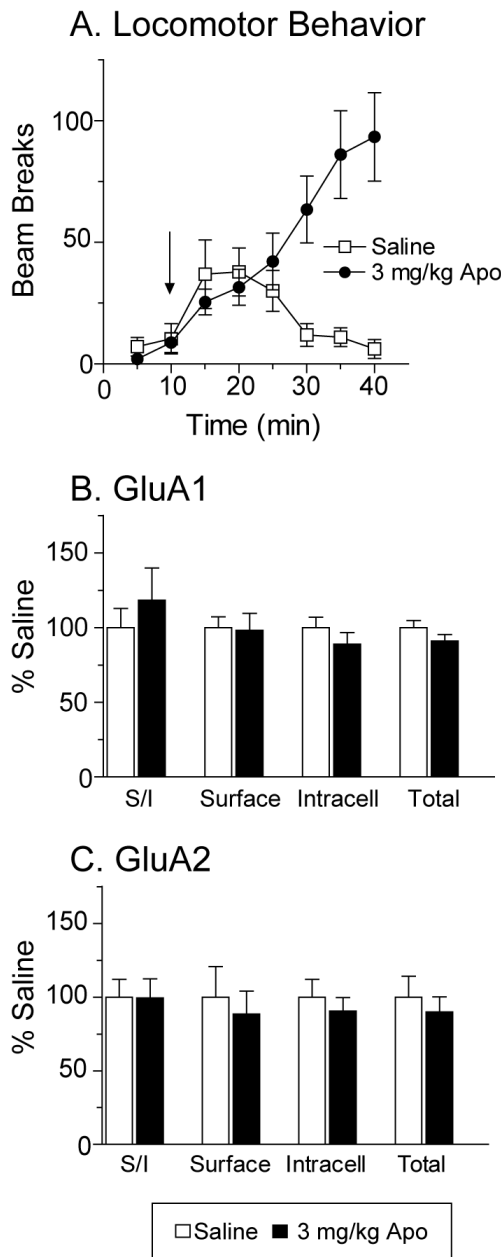 A. Locomotor Behavior
Beam Breaks
100
50
0
Saline
3 mg/kg Apo
0 10 20 30 40
Time (min)
B. GluA1
% Saline
150
100
50
0
S/I Surface Intracell Total
C. GluA2
% Saline
150
100
50
0
S/I Surface Intracell Total
Saline 3 mg/kg Apo